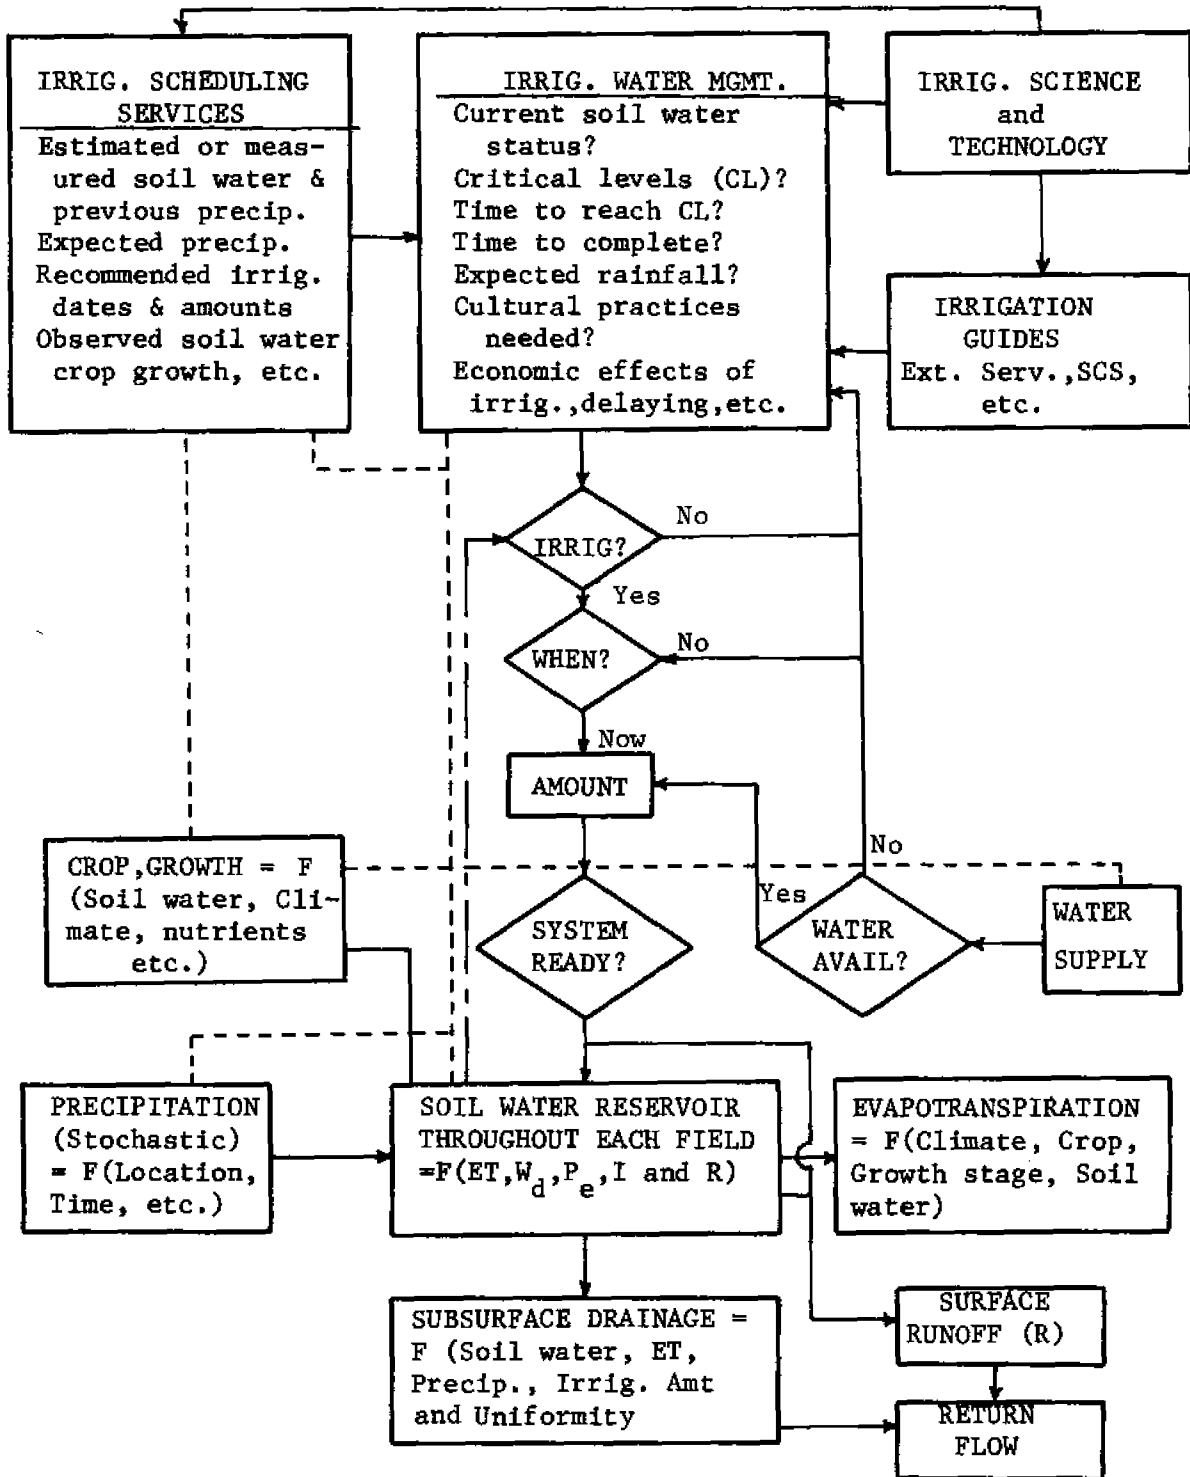 IRRIG. SCHEDULING
SERVICES
Estimated or meas-
ured soil water &
previous precip.
Expected precip.
Recommended irrig.
dates & amounts
Observed soil water
crop growth, etc.
IRRIG. WATER MGMT.
Current soil water
status?
Critical levels (CL)?
Time to reach CL?
Time to complete?
Expected rainfall?
Cultural practices
needed?
Economic effects of
irrig.,delaying,etc.
IRRIG. SCIENCE
and
TECHNOLOGY
IRRIGATION
GUIDES
Ext. Serv.,SCS,
etc.
IRRIG?
No
Yes
WHEN?
No
Now
AMOUNT
No
Yes
CROP,GROWTH = F
(Soil water, Cli-
mate, nutrients
etc.)
SYSTEM
READY?
WATER
AVAIL?
WATER
SUPPLY
PRECIPITATION
(Stochastic)
= F(Location,
Time, etc.)
SOIL WATER RESERVOIR
THROUGHOUT EACH FIELD
=F(ET,Wd,Pe,I and R)
EVAPOTRANSPIRATION
= F(Climate, Crop,
Growth stage, Soil
water)
SUBSURFACE DRAINAGE =
F (Soil water, ET,
Precip., Irrig. Amt
and Uniformity
SURFACE
RUNOFF (R)
RETURN
FLOW